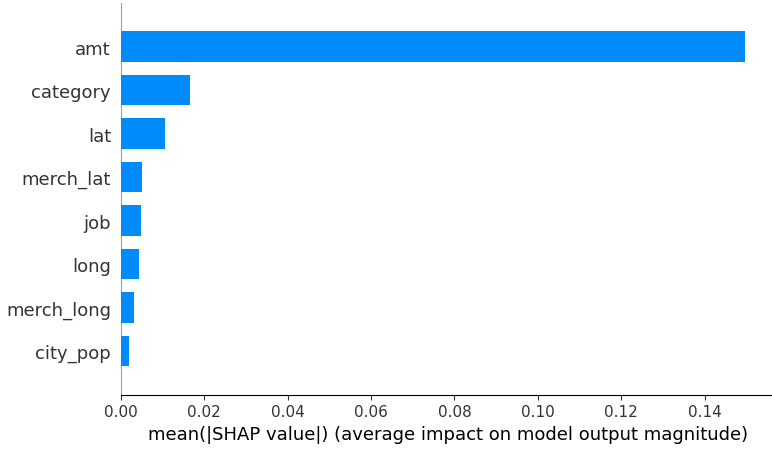 amt
category
lat
merch_lat
job
long
merch_long
city_pop
0.00 0.02 0.04 0.06 0.08 0.10 0.12 0.14
mean(|SHAP value|) (average impact on model output magnitude)